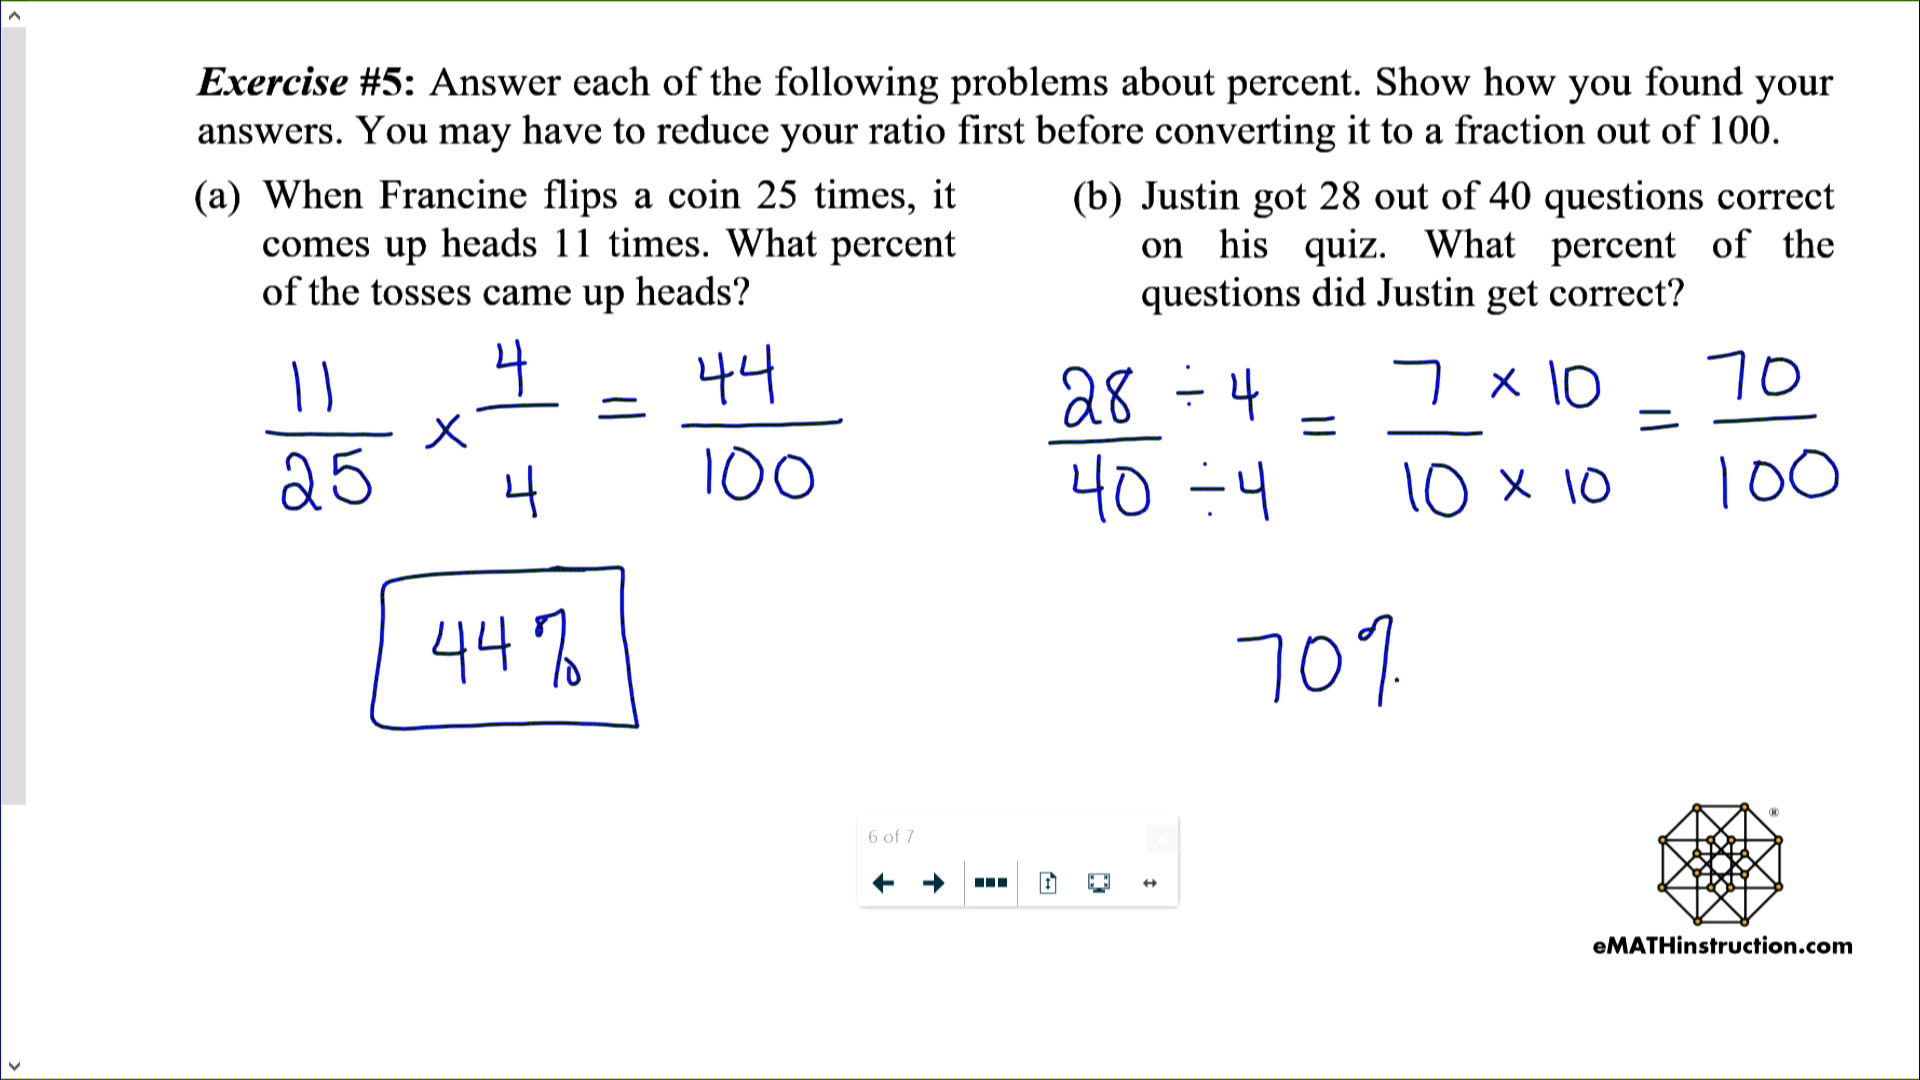 Exercise #5: Answer each of the following problems about percent. Show how you found your
answers. You may have to reduce your ratio first before converting it to a fraction out of 100.
(a) When Francine flips a coin 25 times, it
comes up heads 11 times. What percent
of the tosses came up heads?
11/25 × 4/4 = 44/100
44%
(b) Justin got 28 out of 40 questions correct
on his quiz. What percent of the
questions did Justin get correct?
28 ÷ 4 / 40 ÷ 4 = 7 × 10 / 10 × 10 = 70/100
70%
6 of 7
®
eMATHinstruction.com